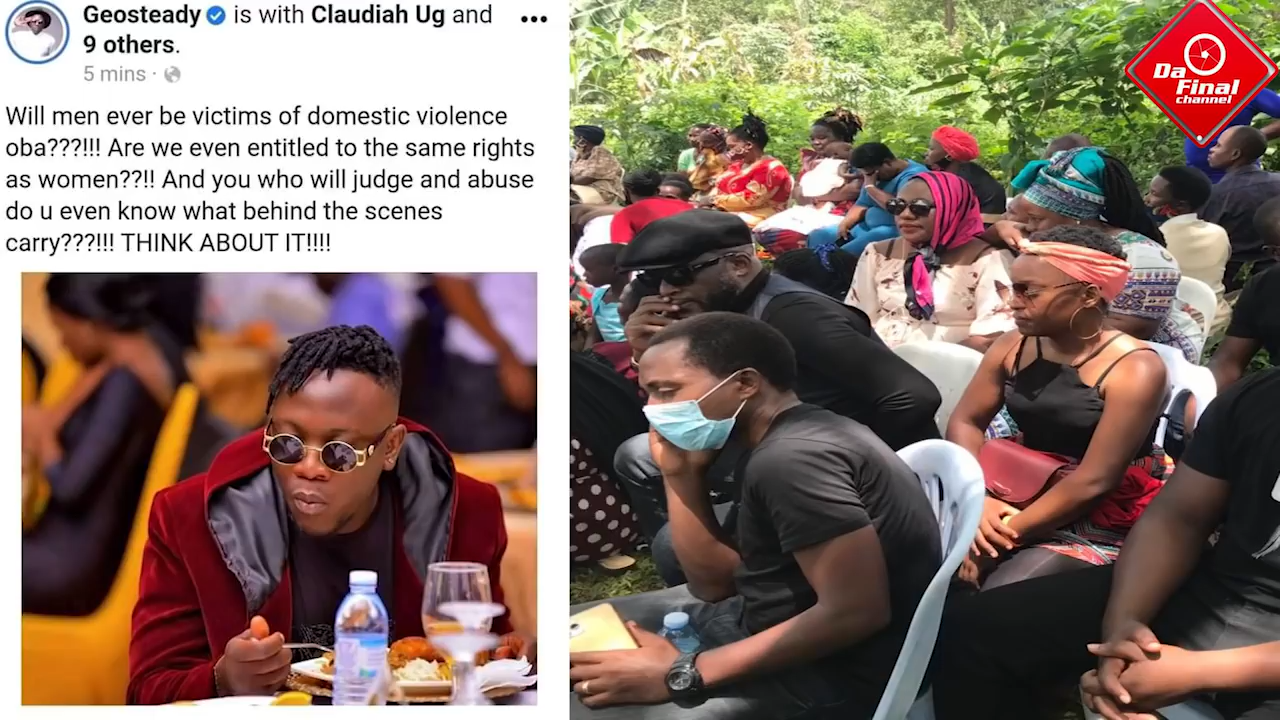 Geosteady is with Claudiah Ug and
9 others.
5 mins ·
Will men ever be victims of domestic violence
oba???!!! Are we even entitled to the same rights
as women??!! And you who will judge and abuse
do u even know what behind the scenes
carry???!!! THINK ABOUT IT!!!!
Da
Final
channel